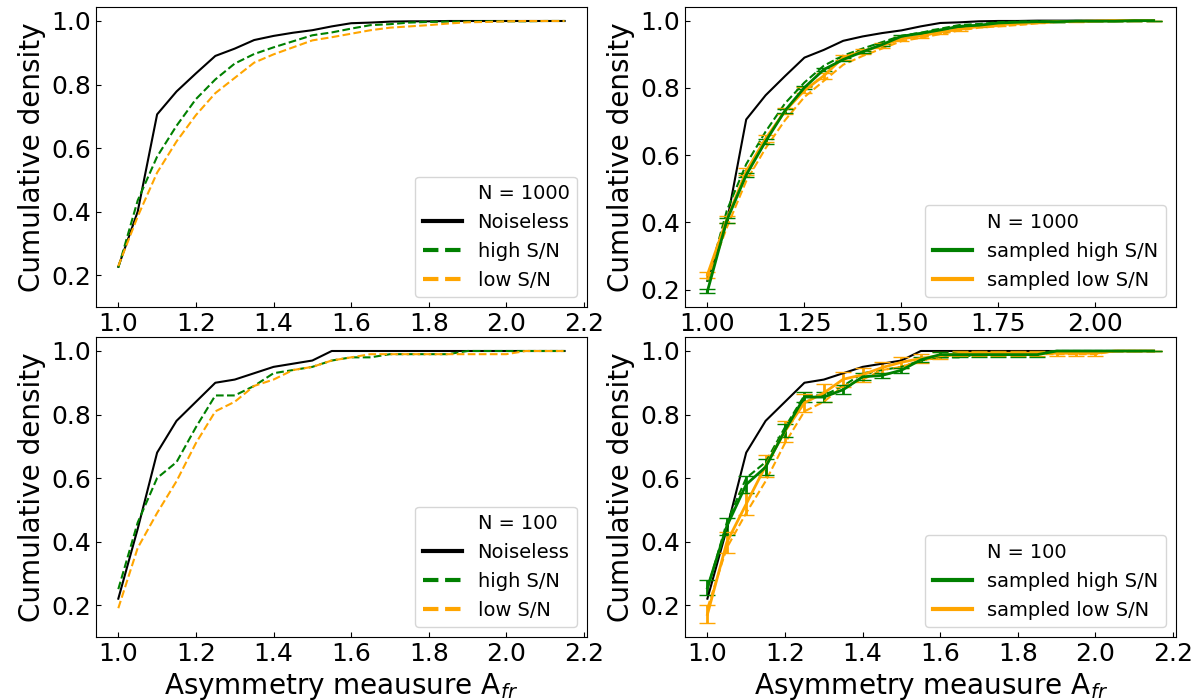 Cumulative density
1.0
0.8
0.6
0.4
0.2
N = 1000
Noiseless
high S/N
low S/N
1.0 1.2 1.4 1.6 1.8 2.0 2.2
Cumulative density
1.0
0.8
0.6
0.4
0.2
N = 1000
sampled high S/N
sampled low S/N
1.00 1.25 1.50 1.75 2.00
Cumulative density
1.0
0.8
0.6
0.4
0.2
N = 100
Noiseless
high S/N
low S/N
1.0 1.2 1.4 1.6 1.8 2.0 2.2
Asymmetry meausure A_fr
Cumulative density
1.0
0.8
0.6
0.4
0.2
N = 100
sampled high S/N
sampled low S/N
1.0 1.2 1.4 1.6 1.8 2.0 2.2
Asymmetry meausure A_fr